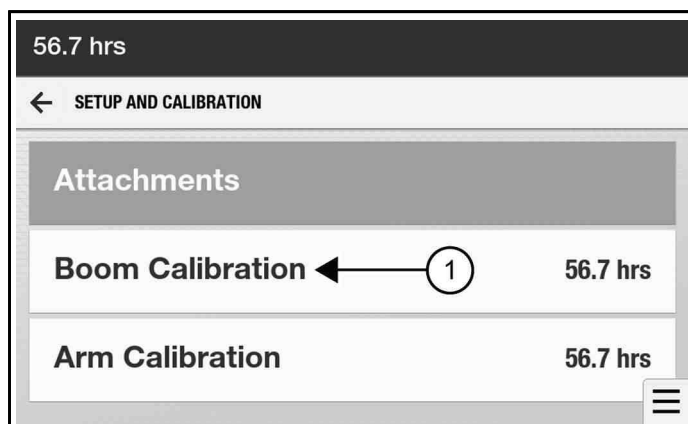 56.7 hrs
SETUP AND CALIBRATION
Attachments
Boom Calibration 1 56.7 hrs
Arm Calibration 56.7 hrs